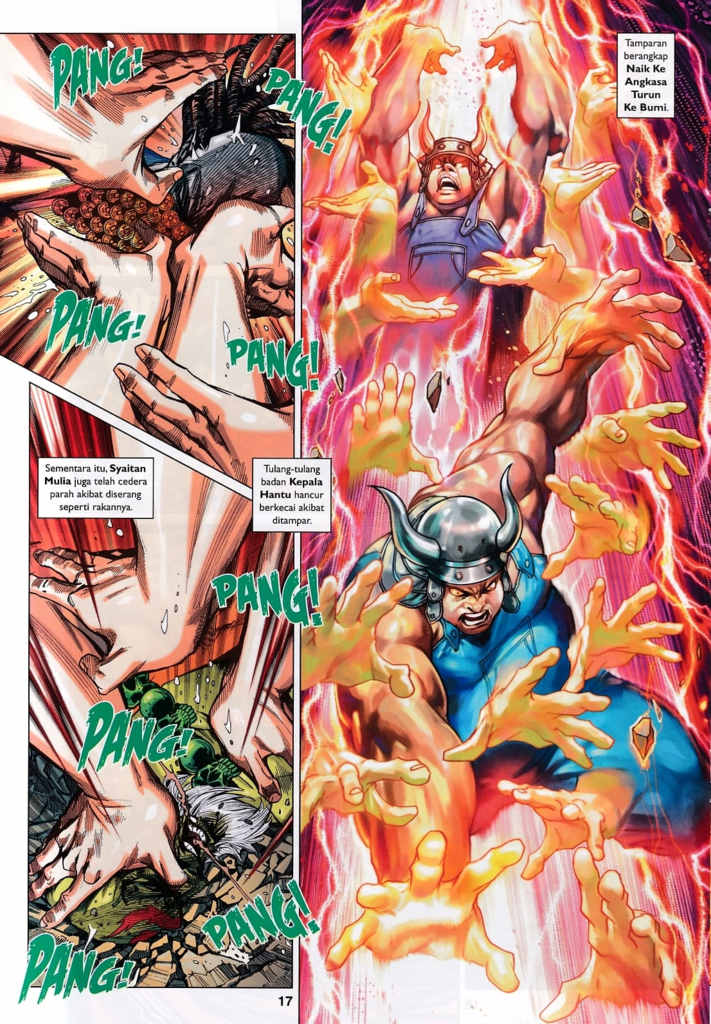 PANG!
PANG!
PANG!
PANG!
Tamparan
berangkap
Naik Ke
Angkasa
Turun
Ke Bumi.
Sementara itu, Syaitan
Mulia juga telah cedera
parah akibat diserang
seperti rakannya.
Tulang-tulang
badan Kepala
Hantu hancur
berkecai akibat
ditampar.
PANG!
PANG!
PANG!
PANG!
17